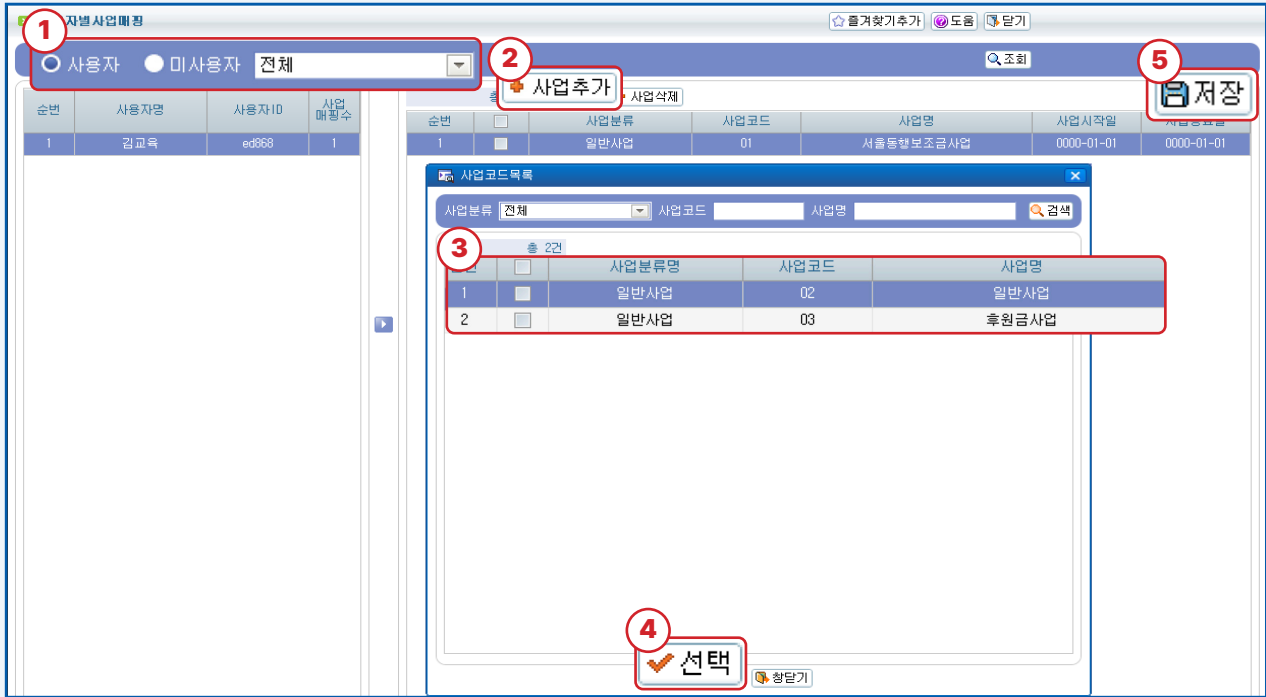 1 자별사업매핑 즐겨찾기추가 도움 닫기
사용자 미사용자 전체 조회
2 사업추가 사업삭제 5 저장
순번 사용자명 사용자ID 사업매핑수
1 김교육 ed868 1
순번 사업분류 사업코드 사업명 사업시작일
1 일반사업 01 서울동행보조금사업 0000-01-01 0000-01-01
사업코드목록
사업분류 전체 사업코드 사업명 검색
3 총 2건
사업분류명 사업코드 사업명
1 일반사업 02 일반사업
2 일반사업 03 후원금사업
4 선택 창닫기